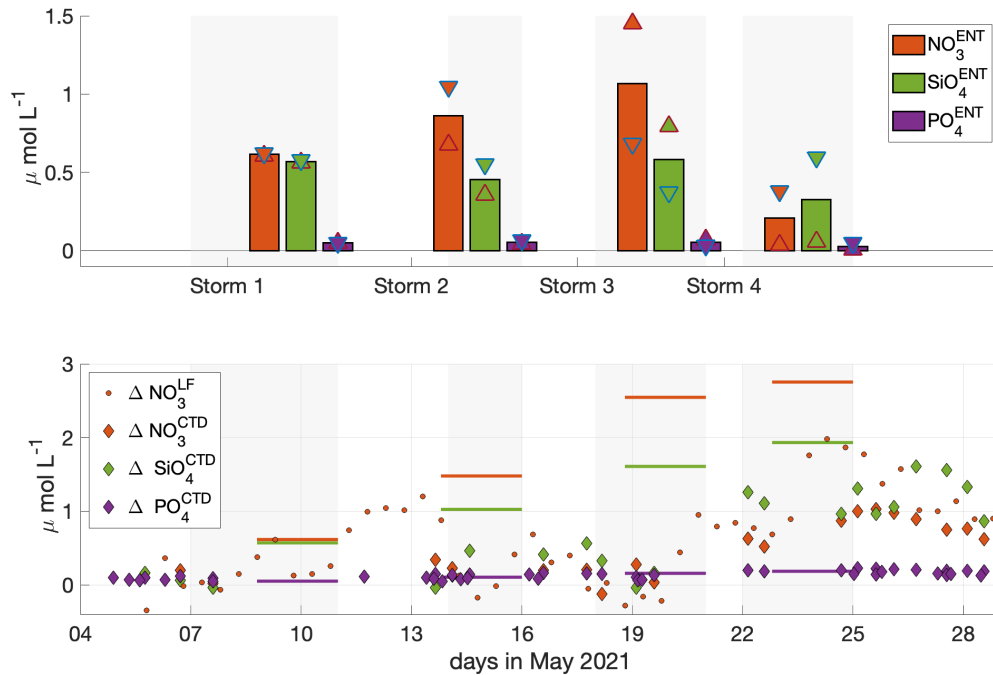 1.5
1
0.5
0
μ mol L⁻¹
NO₃ᴱᴺᵀ
SiO₄ᴱᴺᵀ
PO₄ᴱᴺᵀ
Storm 1 Storm 2 Storm 3 Storm 4
3
2
1
0
μ mol L⁻¹
Δ NO₃ᴸᶠ
Δ NO₃ᶜᵀᴰ
Δ SiO₄ᶜᵀᴰ
Δ PO₄ᶜᵀᴰ
04 07 10 13 16 19 22 25 28
days in May 2021